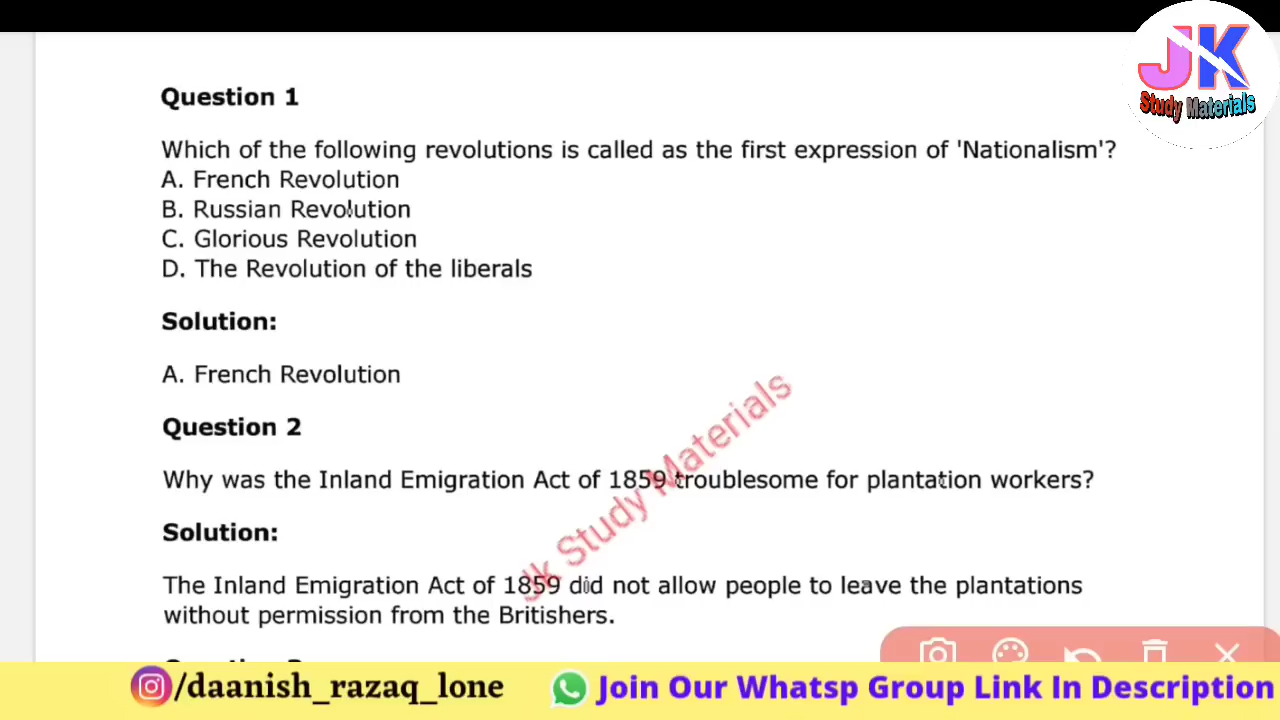 JK
Study Materials
Question 1
Which of the following revolutions is called as the first expression of 'Nationalism'?
A. French Revolution
B. Russian Revolution
C. Glorious Revolution
D. The Revolution of the liberals
Solution:
A. French Revolution
Question 2
Why was the Inland Emigration Act of 1859 troublesome for plantation workers?
Jk Study Materials
Solution:
The Inland Emigration Act of 1859 did not allow people to leave the plantations
without permission from the Britishers.
/daanish_razaq_lone
Join Our Whatsp Group Link In Description